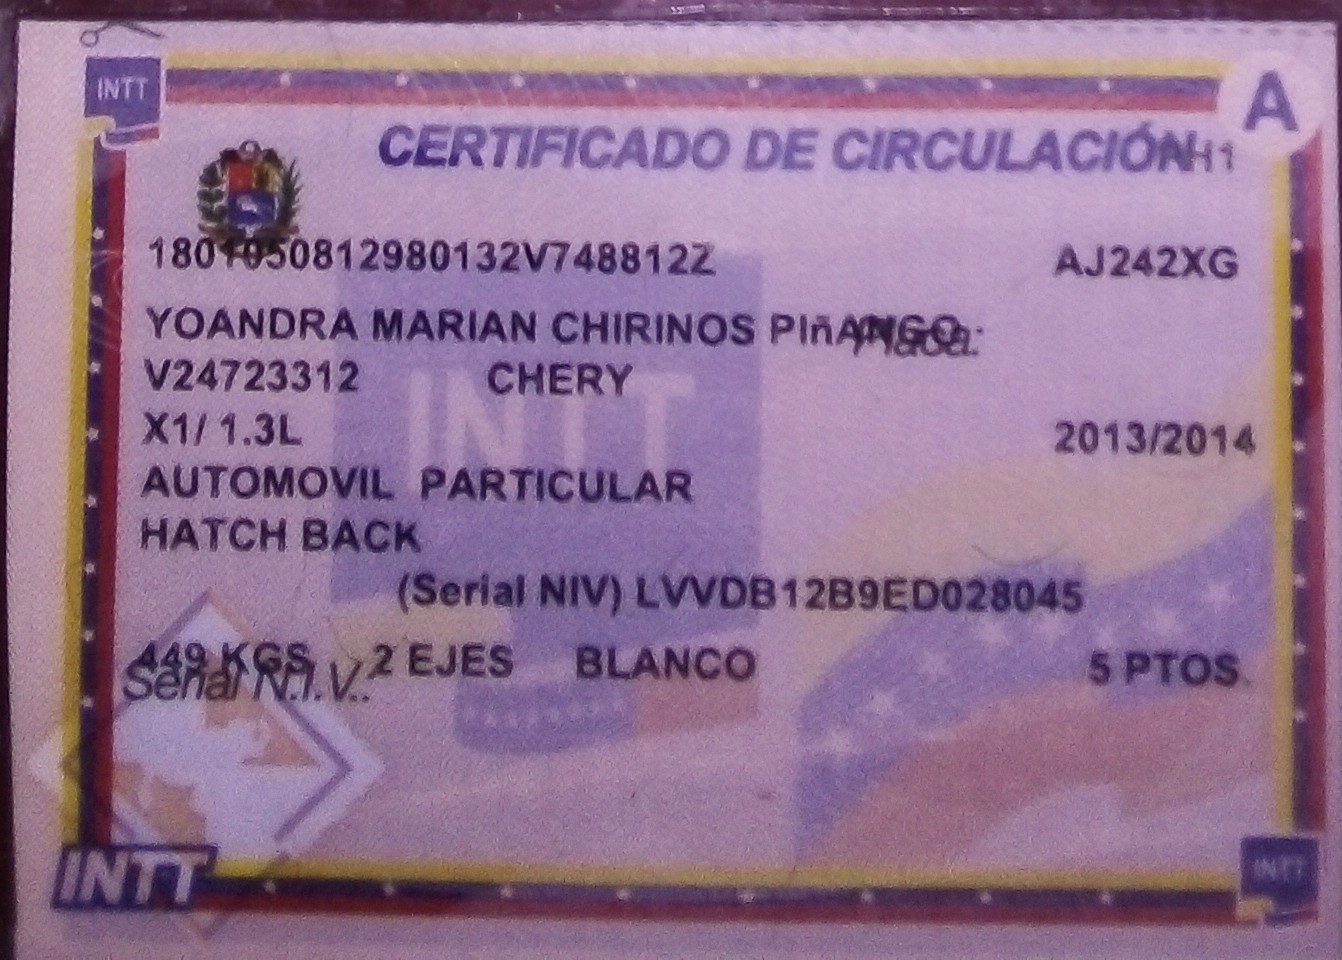 INTT
A
CERTIFICADO DE CIRCULACIÓN H1
1801050812980132V748812Z AJ242XG
YOANDRA MARIAN CHIRINOS PIñANGO Placa:
V24723312 CHERY
INTT
X1/ 1.3L 2013/2014
AUTOMOVIL PARTICULAR
HATCH BACK
(Serial NIV) LVVDB12B9ED028045
449 KGS 2 EJES BLANCO 5 PTOS
Serial N.I.V..
INTT
INTT